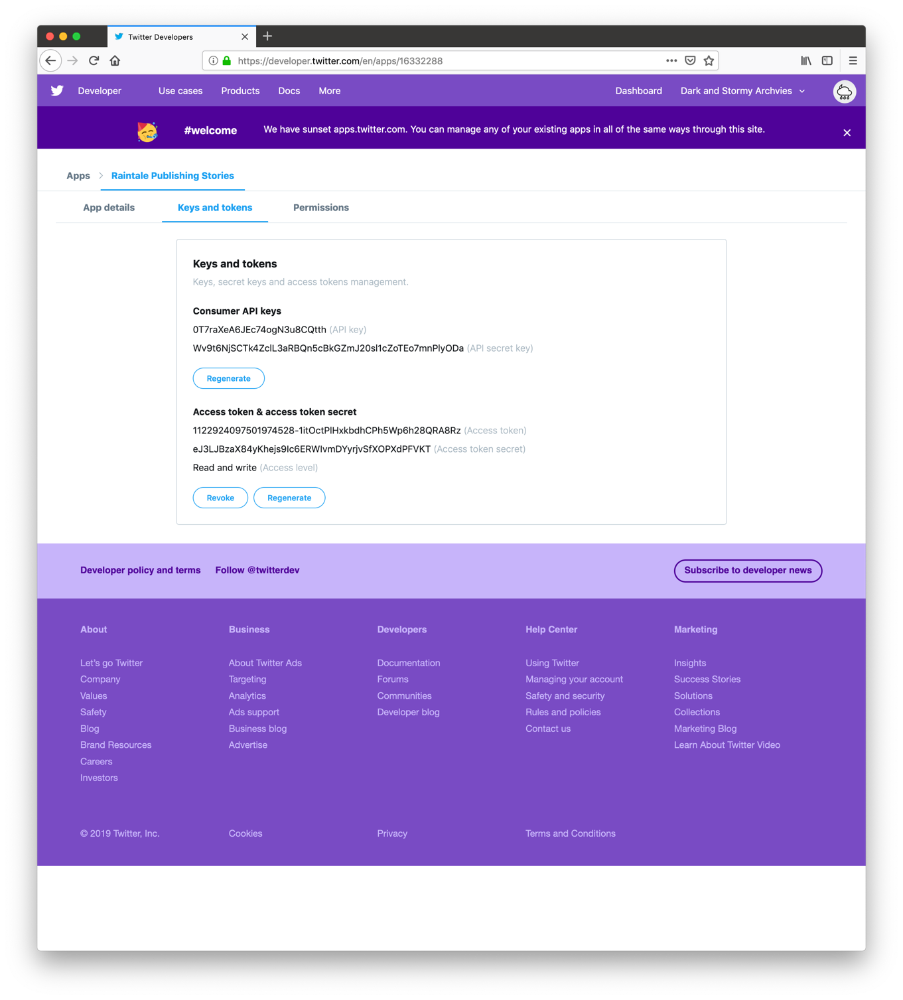 Twitter Developers
https://developer.twitter.com/en/apps/16332288
Developer Use cases Products Docs More Dashboard Dark and Stormy Archvies
#welcome We have sunset apps.twitter.com. You can manage any of your existing apps in all of the same ways through this site.
Apps Raintale Publishing Stories
App details Keys and tokens Permissions
Keys and tokens
Keys, secret keys and access tokens management.
Consumer API keys
0T7raXeA6JEc74ogN3u8CQtth (API key)
Wv9t6NjSCTk4ZclL3aRBQn5cBkGZmJ20sl1cZoTEo7mnPlyODa (API secret key)
Regenerate
Access token & access token secret
1122924097501974528-1itOctPlHxkbdhCPh5Wp6h28QRA8Rz (Access token)
eJ3LJBzaX84yKhejs9Ic6ERWIvmDYyrjvSfXOPXdPFVKT (Access token secret)
Read and write (Access level)
Revoke Regenerate
Developer policy and terms Follow @twitterdev Subscribe to developer news
About Business Developers Help Center Marketing
Let's go Twitter About Twitter Ads Documentation Using Twitter Insights
Company Targeting Forums Managing your account Success Stories
Values Analytics Communities Safety and security Solutions
Safety Ads support Developer blog Rules and policies Collections
Blog Business blog Contact us Marketing Blog
Brand Resources Advertise Learn About Twitter Video
Careers
Investors
© 2019 Twitter, Inc. Cookies Privacy Terms and Conditions